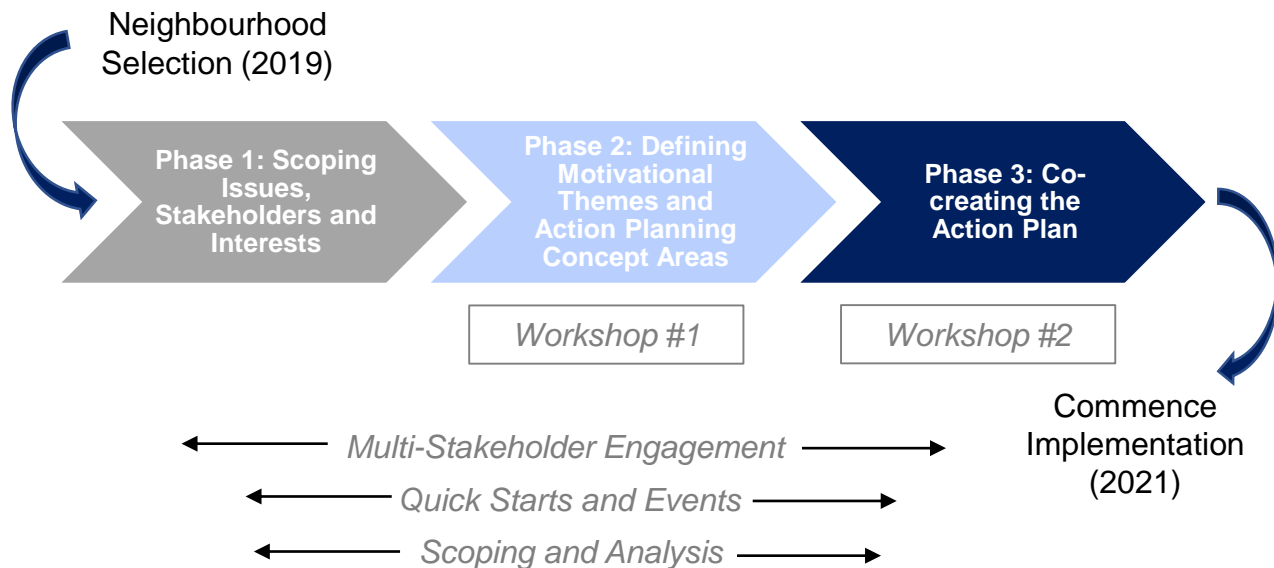 Neighbourhood
Selection (2019)
Phase 1: Scoping
Issues,
Stakeholders and
Interests
Phase 2: Defining
Motivational
Themes and
Action Planning
Concept Areas
Phase 3: Co-
creating the
Action Plan
Workshop #1
Workshop #2
Commence
Implementation
(2021)
Multi-Stakeholder Engagement
Quick Starts and Events
Scoping and Analysis